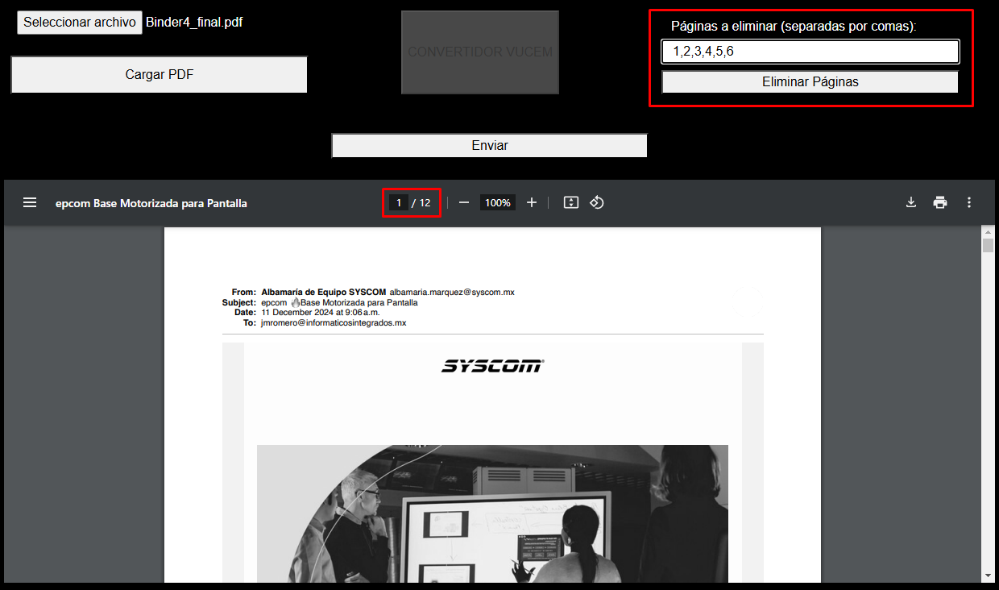 Seleccionar archivo Binder4_final.pdf
Cargar PDF
CONVERTIDOR VUCEM
Páginas a eliminar (separadas por comas):
1,2,3,4,5,6
Eliminar Páginas
Enviar
epcom Base Motorizada para Pantalla
1 / 12
100%
From: Albamaría de Equipo SYSCOM albamaria.marquez@syscom.mx
Subject: epcom 🔥Base Motorizada para Pantalla
Date: 11 December 2024 at 9:06 a.m.
To: jmromero@informaticosintegrados.mx
SYSCOM®